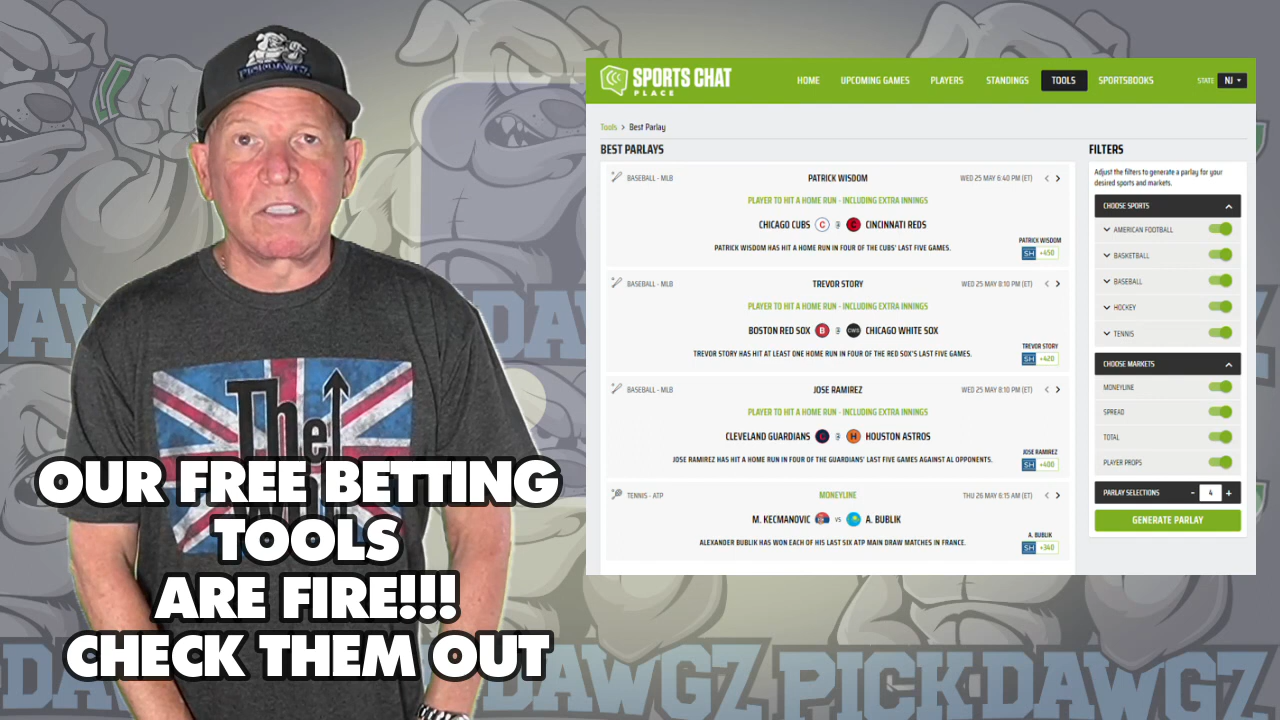 PICKDAWGZ
The
OUR FREE BETTING
TOOLS
ARE FIRE!!!
CHECK THEM OUT
SPORTS CHAT
PLACE
HOME UPCOMING GAMES PLAYERS STANDINGS TOOLS SPORTSBOOKS STATE NJ
Tools > Best Parlay
BEST PARLAYS
BASEBALL - MLB PATRICK WISDOM WED 25 MAY 6:40 PM (ET)
PLAYER TO HIT A HOME RUN - INCLUDING EXTRA INNINGS
CHICAGO CUBS @ CINCINNATI REDS
PATRICK WISDOM HAS HIT A HOME RUN IN FOUR OF THE CUBS' LAST FIVE GAMES.
PATRICK WISDOM
SH +450
BASEBALL - MLB TREVOR STORY WED 25 MAY 8:10 PM (ET)
PLAYER TO HIT A HOME RUN - INCLUDING EXTRA INNINGS
BOSTON RED SOX B @ CHICAGO WHITE SOX
TREVOR STORY HAS HIT AT LEAST ONE HOME RUN IN FOUR OF THE RED SOX'S LAST FIVE GAMES.
TREVOR STORY
SH +420
BASEBALL - MLB JOSE RAMIREZ WED 25 MAY 8:10 PM (ET)
PLAYER TO HIT A HOME RUN - INCLUDING EXTRA INNINGS
CLEVELAND GUARDIANS C @ H HOUSTON ASTROS
JOSE RAMIREZ HAS HIT A HOME RUN IN FOUR OF THE GUARDIANS' LAST FIVE GAMES AGAINST AL OPPONENTS.
JOSE RAMIREZ
SH +400
TENNIS - ATP MONEYLINE THU 26 MAY 6:15 AM (ET)
M. KECMANOVIC VS A. BUBLIK
ALEXANDER BUBLIK HAS WON EACH OF HIS LAST SIX ATP MAIN DRAW MATCHES IN FRANCE.
A. BUBLIK
SH +340
FILTERS
Adjust the filters to generate a parlay for your
desired sports and markets.
CHOOSE SPORTS
AMERICAN FOOTBALL
BASKETBALL
BASEBALL
HOCKEY
TENNIS
CHOOSE MARKETS
MONEYLINE
SPREAD
TOTAL
PLAYER PROPS
PARLAY SELECTIONS - 4 +
GENERATE PARLAY
PICKDAWGZ